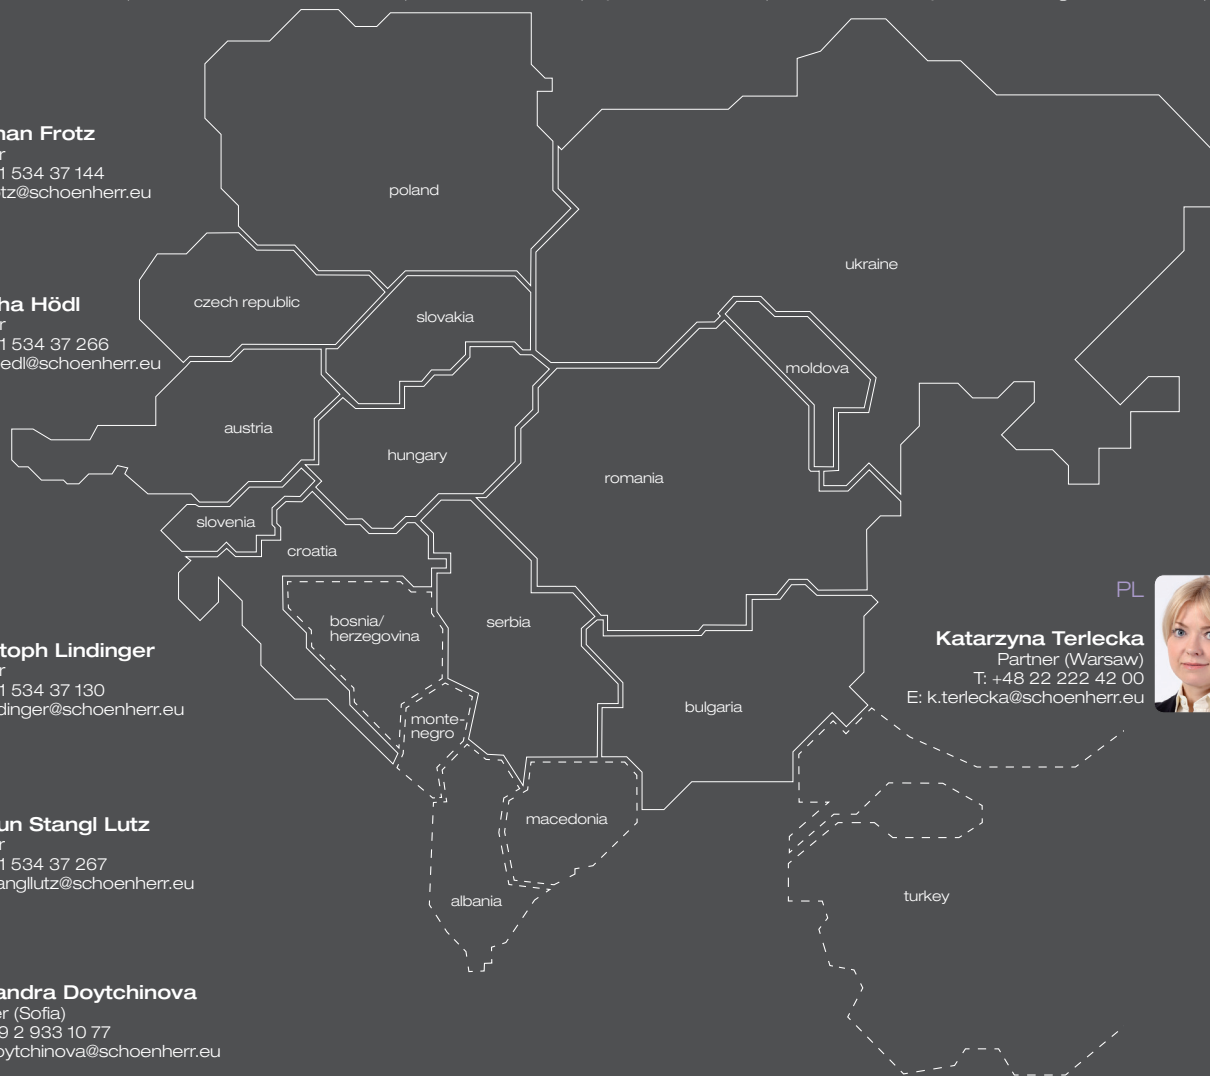 nan Frotz
r
1 534 37 144
tz@schoenherr.eu
ha Hödl
r
1 534 37 266
edl@schoenherr.eu
toph Lindinger
r
1 534 37 130
dinger@schoenherr.eu
un Stangl Lutz
r
1 534 37 267
angllutz@schoenherr.eu
andra Doytchinova
er (Sofia)
9 2 933 10 77
oytchinova@schoenherr.eu
poland
ukraine
czech republic
slovakia
moldova
austria
hungary
romania
slovenia
croatia
bosnia/
herzegovina
serbia
monte-
negro
bulgaria
macedonia
albania
turkey
PL
Katarzyna Terlecka
Partner (Warsaw)
T: +48 22 222 42 00
E: k.terlecka@schoenherr.eu